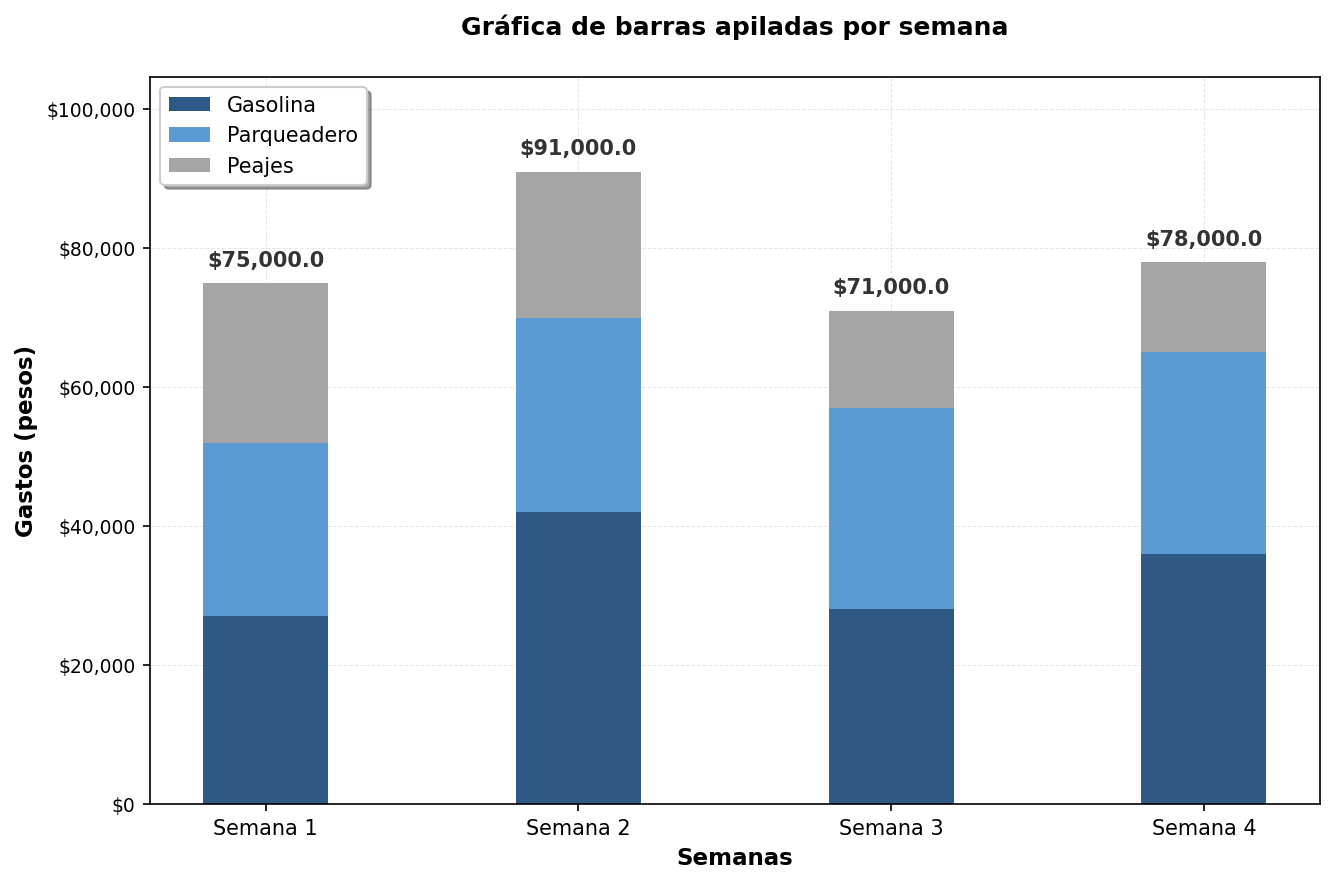 Gráfica de barras apiladas por semana
Gasolina
Parqueadero
Peajes
$100,000
$80,000
$60,000
$40,000
$20,000
$0
Gastos (pesos)
$75,000.0
$91,000.0
$71,000.0
$78,000.0
Semana 1
Semana 2
Semana 3
Semana 4
Semanas